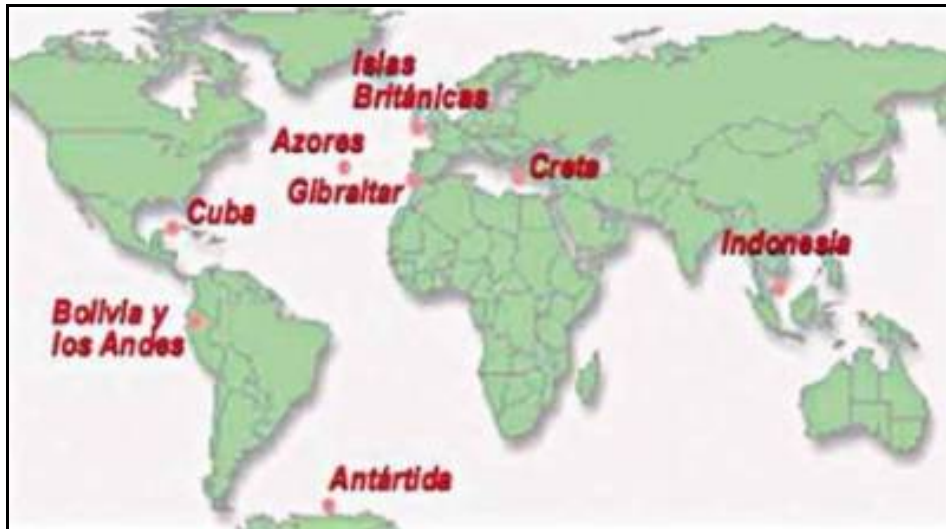 Islas
Británicas
Azores
Gibraltar
Creta
Cuba
Indonesia
Bolivia y
los Andes
Antártida